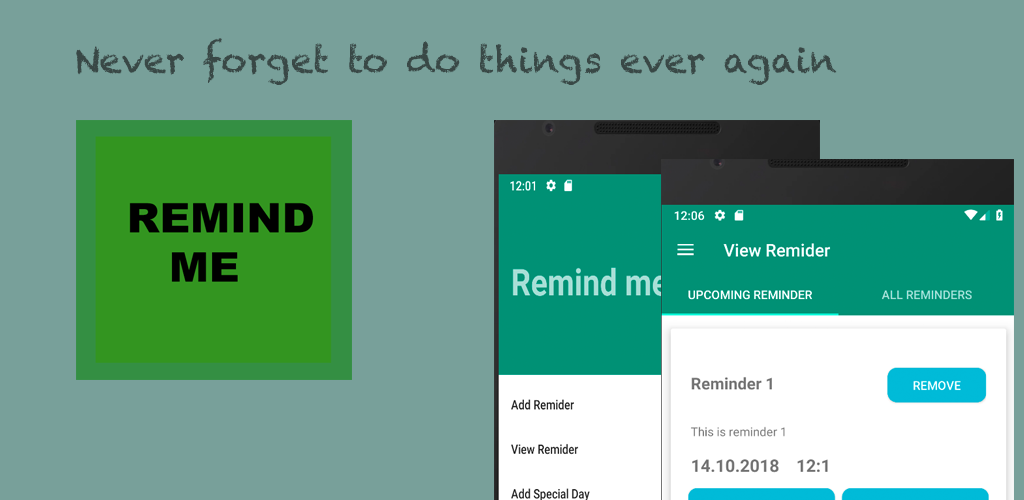 Never forget to do things ever again
REMIND
ME
12:01
Remind me
Add Remider
View Remider
Add Special Day
12:06
View Remider
UPCOMING REMINDER
ALL REMINDERS
Reminder 1
REMOVE
This is reminder 1
14.10.2018 12:1